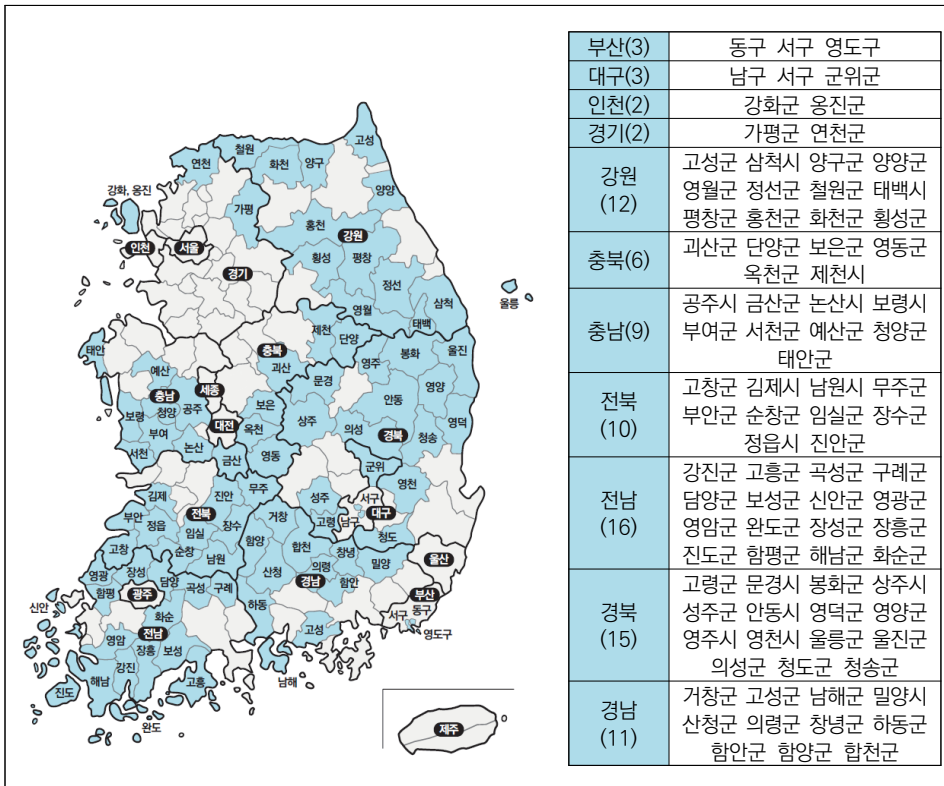 고성
철원
화천
양구
연천
강화, 옹진
양양
가평
홍천
강원
인천
서울
횡성
평창
경기
정선
울릉
영월
삼척
태백
제천
태안
단양
충북
봉화
울진
예산
괴산
영주
문경
충남
세종
영양
보령
청양
공주
보은
안동
대전
상주
의성
경북
영덕
부여
옥천
청송
서천
논산
금산
영동
군위
영천
김제
진안
무주
성주
서구
부안
전북
거창
고령
남구
대구
정읍
임실
장수
청도
고창
순창
남원
함양
합천
창녕
울산
영광
장성
담양
산청
의령
밀양
함평
광주
곡성
구례
경남
함안
부산
신안
화순
하동
서구
동구
영암
전남
고성
영도구
장흥
보성
강진
해남
고흥
남해
진도
완도
제주
부산(3) 동구 서구 영도구
대구(3) 남구 서구 군위군
인천(2) 강화군 옹진군
경기(2) 가평군 연천군
강원
(12)
고성군 삼척시 양구군 양양군
영월군 정선군 철원군 태백시
평창군 홍천군 화천군 횡성군
충북(6)
괴산군 단양군 보은군 영동군
옥천군 제천시
충남(9)
공주시 금산군 논산시 보령시
부여군 서천군 예산군 청양군
태안군
전북
(10)
고창군 김제시 남원시 무주군
부안군 순창군 임실군 장수군
정읍시 진안군
전남
(16)
강진군 고흥군 곡성군 구례군
담양군 보성군 신안군 영광군
영암군 완도군 장성군 장흥군
진도군 함평군 해남군 화순군
경북
(15)
고령군 문경시 봉화군 상주시
성주군 안동시 영덕군 영양군
영주시 영천시 울릉군 울진군
의성군 청도군 청송군
경남
(11)
거창군 고성군 남해군 밀양시
산청군 의령군 창녕군 하동군
함안군 함양군 합천군